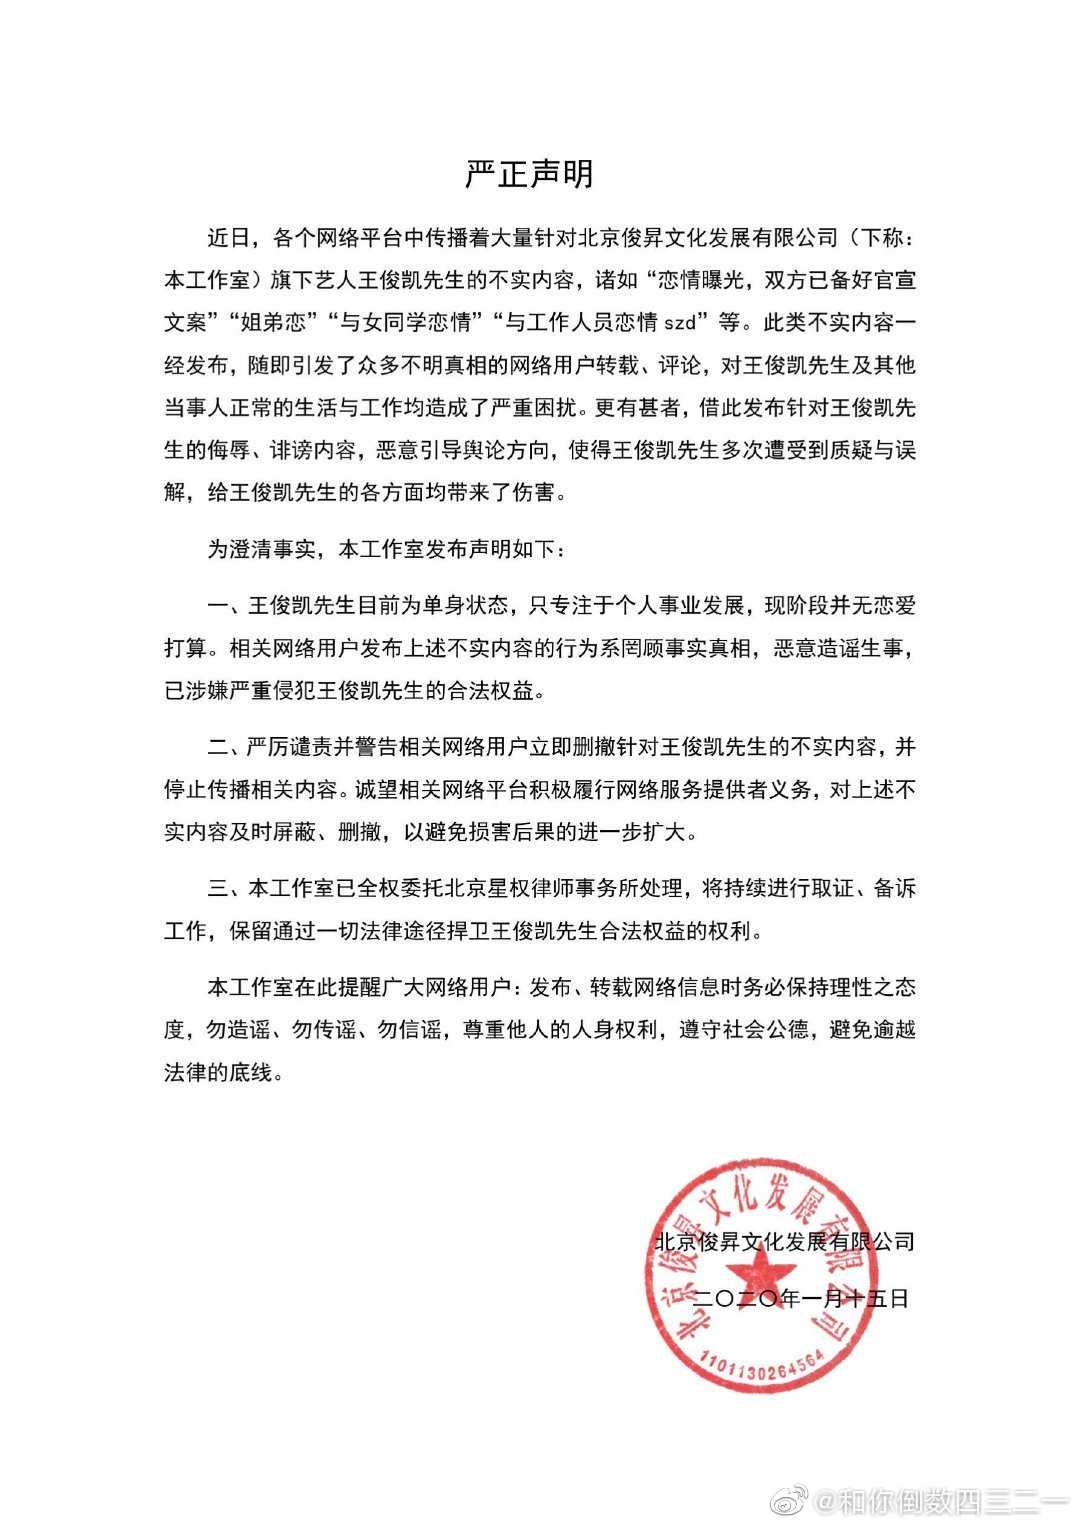 严正声明
近日，各个网络平台中传播着大量针对北京俊昇文化发展有限公司（下称：
本工作室）旗下艺人王俊凯先生的不实内容，诸如“恋情曝光，双方已备好官宣
文案”“姐弟恋”“与女同学恋情”“与工作人员恋情 szd”等。此类不实内容一
经发布，随即引发了众多不明真相的网络用户转载、评论，对王俊凯先生及其他
当事人正常的生活与工作均造成了严重困扰。更有甚者，借此发布针对王俊凯先
生的侮辱、诽谤内容，恶意引导舆论方向，使得王俊凯先生多次遭受到质疑与误
解，给王俊凯先生的各方面均带来了伤害。
为澄清事实，本工作室发布声明如下：
一、王俊凯先生目前为单身状态，只专注于个人事业发展，现阶段并无恋爱
打算。相关网络用户发布上述不实内容的行为系罔顾事实真相，恶意造谣生事，
已涉嫌严重侵犯王俊凯先生的合法权益。
二、严厉谴责并警告相关网络用户立即删撤针对王俊凯先生的不实内容，并
停止传播相关内容。诚望相关网络平台积极履行网络服务提供者义务，对上述不
实内容及时屏蔽、删撤，以避免损害后果的进一步扩大。
三、本工作室已全权委托北京星权律师事务所处理，将持续进行取证、备诉
工作，保留通过一切法律途径捍卫王俊凯先生合法权益的权利。
本工作室在此提醒广大网络用户：发布、转载网络信息时务必保持理性之态
度，勿造谣、勿传谣、勿信谣，尊重他人的人身权利，遵守社会公德，避免逾越
法律的底线。
北京俊昇文化发展有限公司
二〇二〇年一月十五日
北京俊昇文化发展有限公司
1101130264564
@和你倒数四三二一